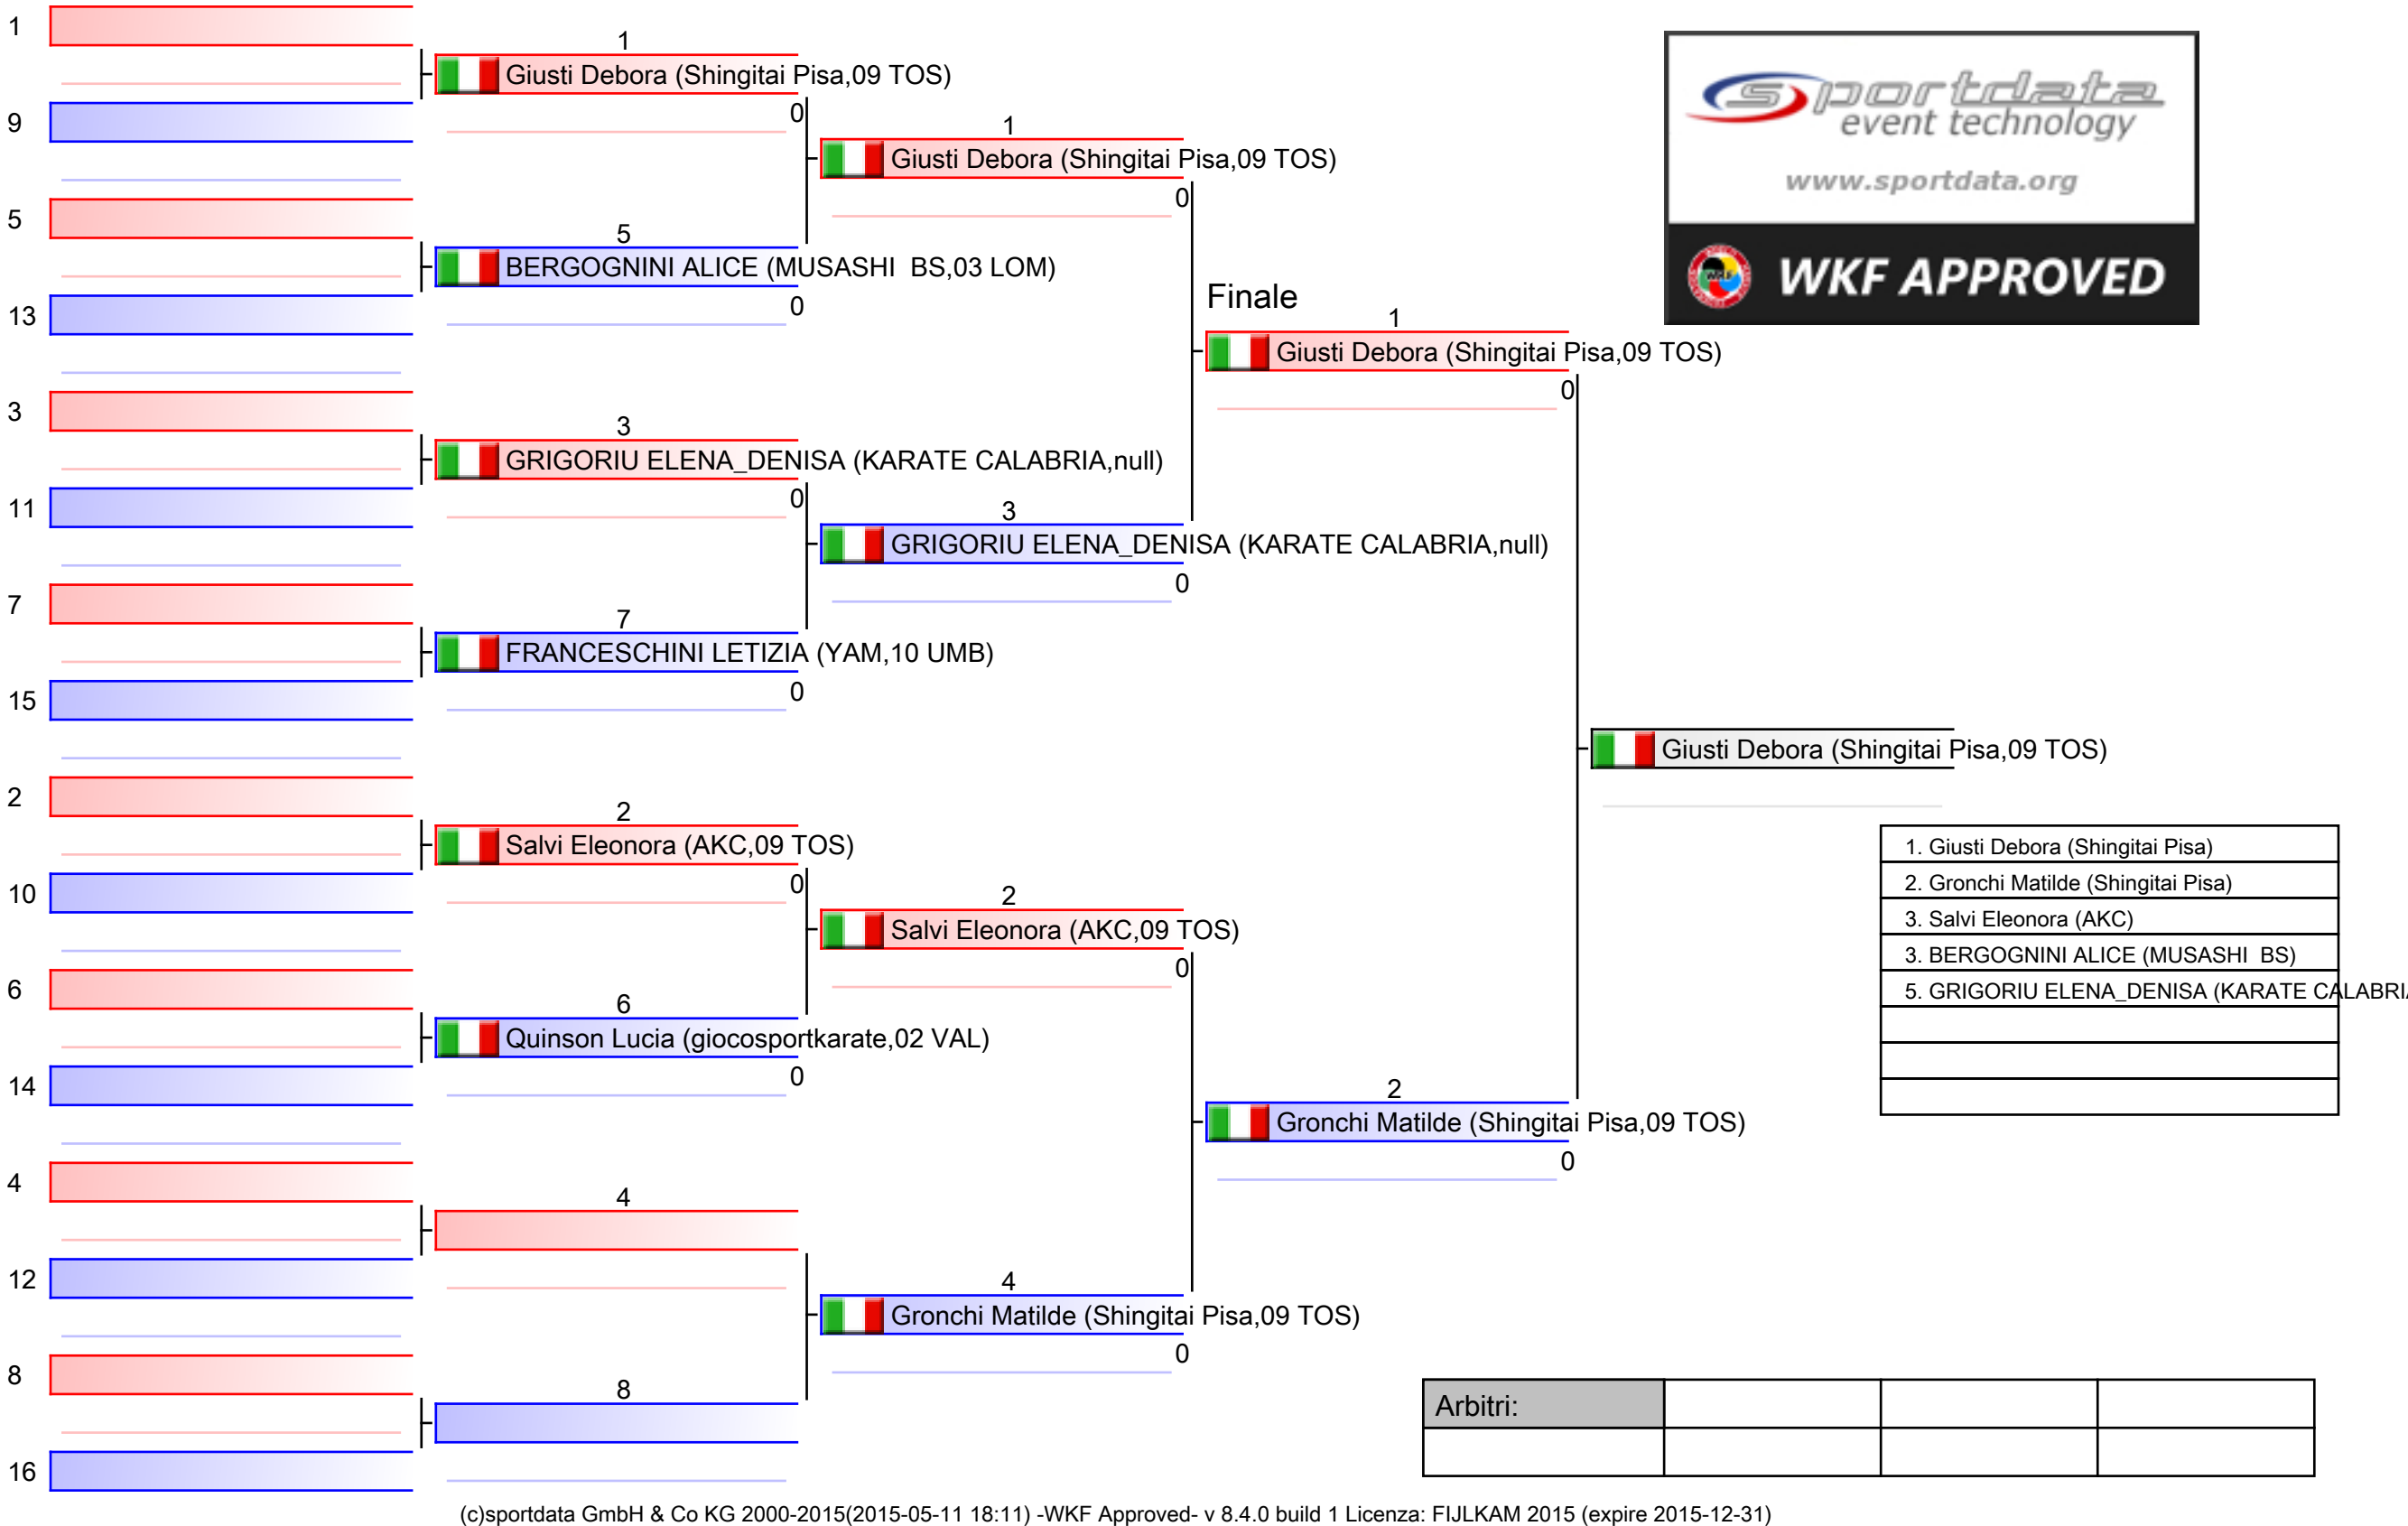 1
1
Giusti Debora (Shingitai Pisa,09 TOS)
0
9
1
Giusti Debora (Shingitai Pisa,09 TOS)
0
5
5
BERGOGNINI ALICE (MUSASHI  BS,03 LOM)
0
13
Finale
1
Giusti Debora (Shingitai Pisa,09 TOS)
0
3
3
GRIGORIU ELENA_DENISA (KARATE CALABRIA,null)
0
11
3
GRIGORIU ELENA_DENISA (KARATE CALABRIA,null)
0
7
7
FRANCESCHINI LETIZIA (YAM,10 UMB)
0
15
Giusti Debora (Shingitai Pisa,09 TOS)
2
2
Salvi Eleonora (AKC,09 TOS)
0
10
2
Salvi Eleonora (AKC,09 TOS)
0
6
6
Quinson Lucia (giocosportkarate,02 VAL)
0
14
2
Gronchi Matilde (Shingitai Pisa,09 TOS)
0
4
4
12
4
Gronchi Matilde (Shingitai Pisa,09 TOS)
0
8
8
16
sportdata
event technology
www.sportdata.org
WKF
WKF APPROVED
1. Giusti Debora (Shingitai Pisa)
2. Gronchi Matilde (Shingitai Pisa)
3. Salvi Eleonora (AKC)
3. BERGOGNINI ALICE (MUSASHI  BS)
5. GRIGORIU ELENA_DENISA (KARATE CALABRIA
Arbitri:
(c)sportdata GmbH & Co KG 2000-2015(2015-05-11 18:11) -WKF Approved- v 8.4.0 build 1 Licenza: FIJLKAM 2015 (expire 2015-12-31)